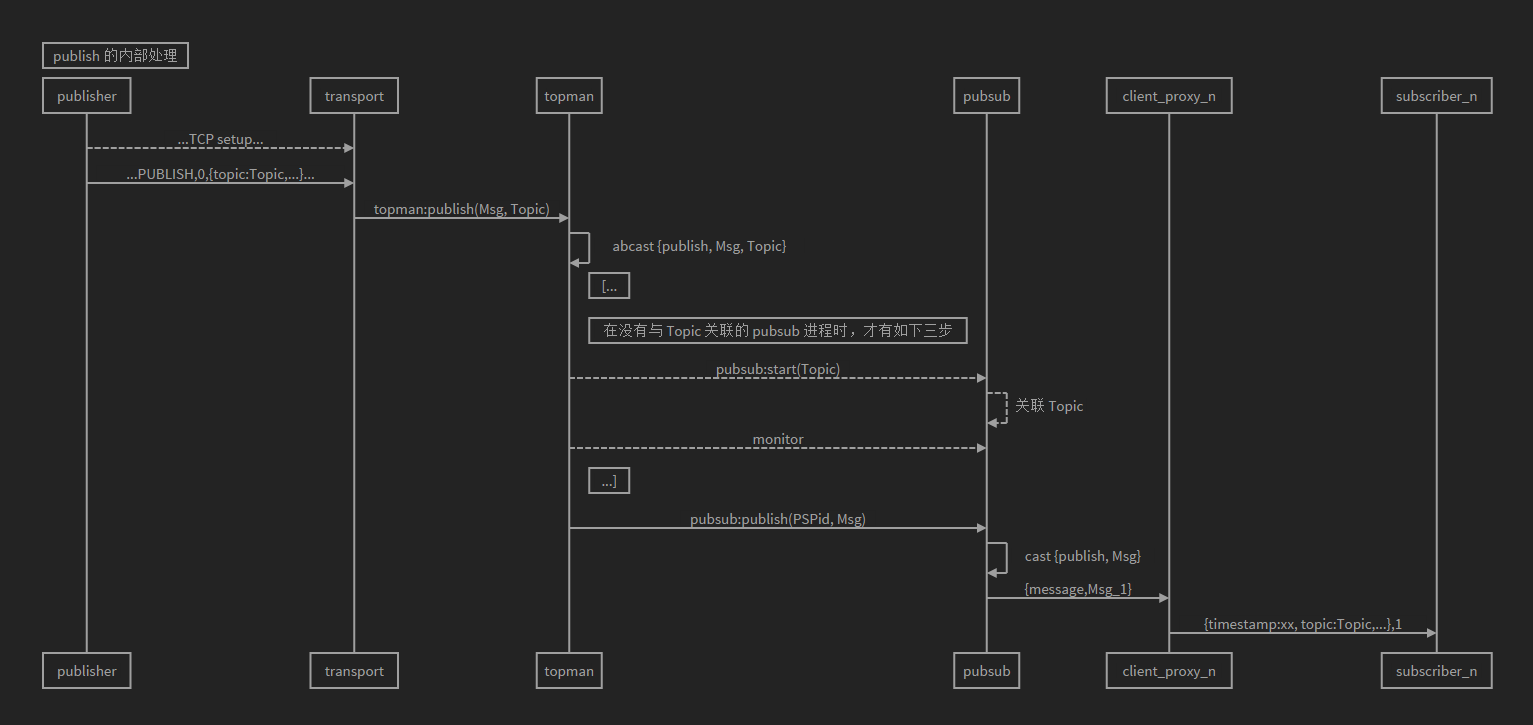 publish 的内部处理
publisher
transport
topman
pubsub
client_proxy_n
subscriber_n
...TCP setup...
...PUBLISH,0,{topic:Topic,...}...
topman:publish(Msg, Topic)
abcast {publish, Msg, Topic}
[...
在没有与 Topic 关联的 pubsub 进程时，才有如下三步
pubsub:start(Topic)
关联 Topic
monitor
...]
pubsub:publish(PSPid, Msg)
cast {publish, Msg}
{message,Msg_1}
{timestamp:xx, topic:Topic,...},1
publisher
transport
topman
pubsub
client_proxy_n
subscriber_n